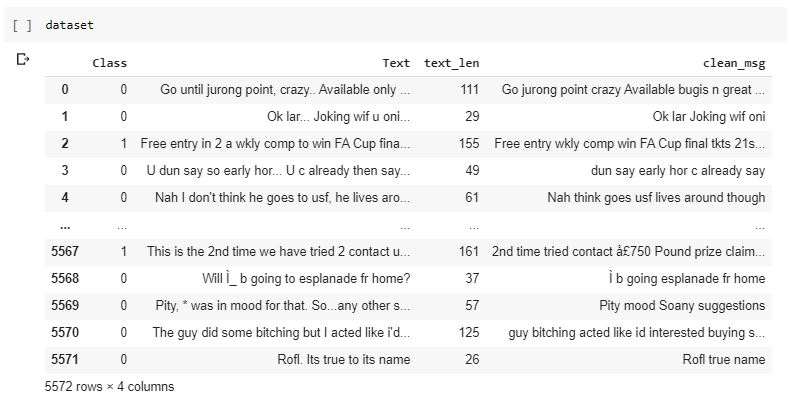 [ ] dataset
Class Text text_len clean_msg
0 0 Go until jurong point, crazy.. Available only ... 111 Go jurong point crazy Available bugis n great ...
1 0 Ok lar... Joking wif u oni... 29 Ok lar Joking wif oni
2 1 Free entry in 2 a wkly comp to win FA Cup fina... 155 Free entry wkly comp win FA Cup final tkts 21s...
3 0 U dun say so early hor... U c already then say... 49 dun say early hor c already say
4 0 Nah I don't think he goes to usf, he lives aro... 61 Nah think goes usf lives around though
... ... ... ... ...
5567 1 This is the 2nd time we have tried 2 contact u... 161 2nd time tried contact å£750 Pound prize claim...
5568 0 Will Ì_ b going to esplanade fr home? 37 Ì b going esplanade fr home
5569 0 Pity, * was in mood for that. So...any other s... 57 Pity mood Soany suggestions
5570 0 The guy did some bitching but I acted like i'd... 125 guy bitching acted like id interested buying s...
5571 0 Rofl. Its true to its name 26 Rofl true name
5572 rows × 4 columns